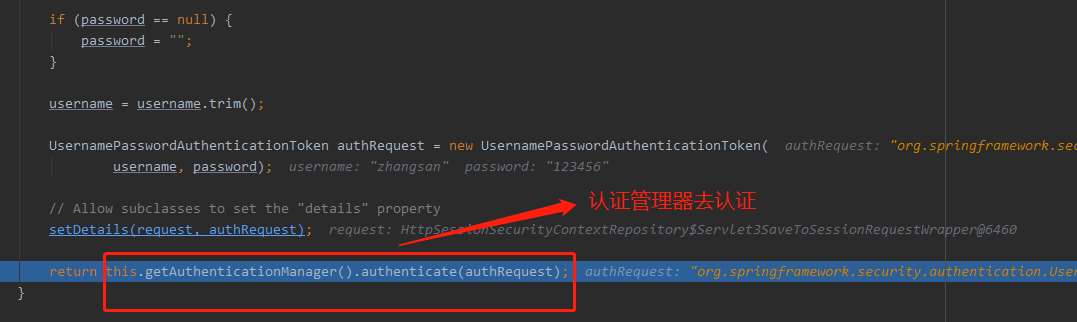 if (password == null) {
password = "";
}
username = username.trim();
UsernamePasswordAuthenticationToken authRequest = new UsernamePasswordAuthenticationToken( authRequest: "org.springframework.sec
username, password); username: "zhangsan" password: "123456"
认证管理器去认证
// Allow subclasses to set the "details" property
setDetails(request, authRequest); request: HttpSessionSecurityContextRepository$Servlet3SaveToSessionRequestWrapper@6460
return this.getAuthenticationManager().authenticate(authRequest); authRequest: "org.springframework.security.authentication.User
}